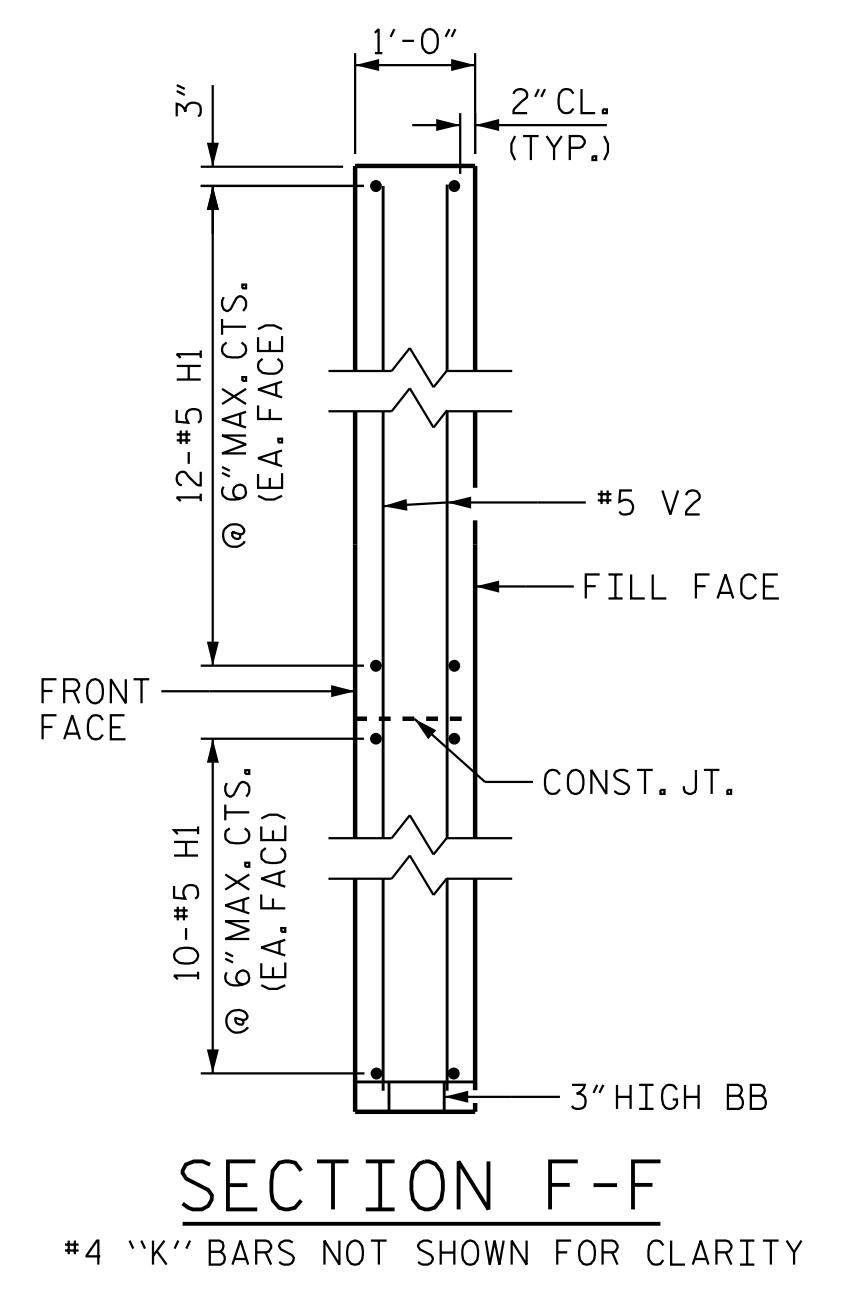 1'-0"
3"
2" CL.
(TYP.)
12-#5 H1
@ 6" MAX. CTS.
(EA. FACE)
#5 V2
FILL FACE
FRONT
FACE
CONST. JT.
10-#5 H1
@ 6" MAX. CTS.
(EA. FACE)
3" HIGH BB
SECTION F-F
#4 "K" BARS NOT SHOWN FOR CLARITY